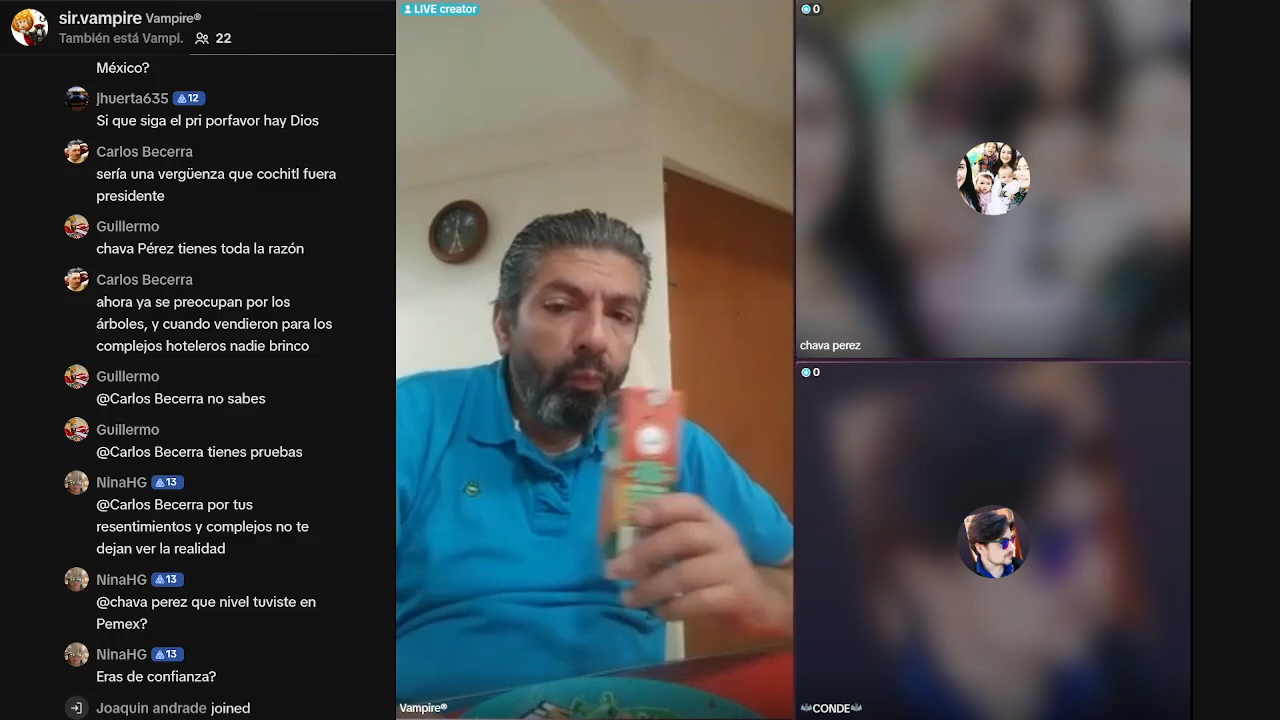 sir.vampire Vampire®
También está Vampi. 22
México?
jhuerta635 12
Si que siga el pri porfavor hay Dios
Carlos Becerra
sería una vergüenza que cochitl fuera
presidente
Guillermo
chava Pérez tienes toda la razón
Carlos Becerra
ahora ya se preocupan por los
árboles, y cuando vendieron para los
complejos hoteleros nadie brinco
Guillermo
@Carlos Becerra no sabes
Guillermo
@Carlos Becerra tienes pruebas
NinaHG 13
@Carlos Becerra por tus
resentimientos y complejos no te
dejan ver la realidad
NinaHG 13
@chava perez que nivel tuviste en
Pemex?
NinaHG 13
Eras de confianza?
Joaquin andrade joined
LIVE creator
Vampire®
0
chava perez
0
🦇CONDE🦇